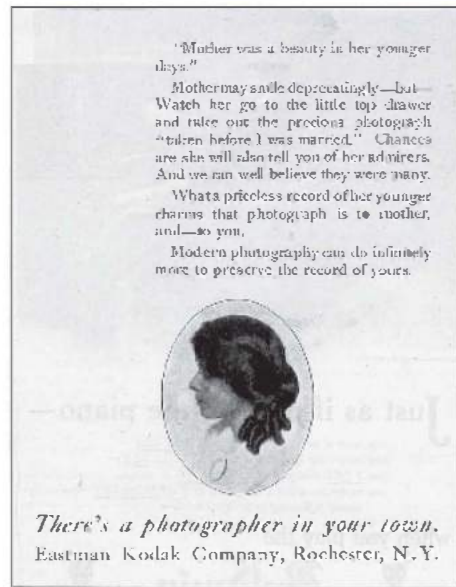 "Mother was a beauty in her younger
days."
Mother may smile deprecatingly—but
Watch her go to the little top drawer
and take out the precious photograph
"taken before I was married." Chances
are she will also tell you of her admirers.
And we can well believe they were many.
What a priceless record of her younger
charms that photograph is to mother,
and—to you.
Modern photography can do infinitely
more to preserve the record of yours.
Just as if piano—
There's a photographer in your town.
Eastman Kodak Company, Rochester, N.Y.